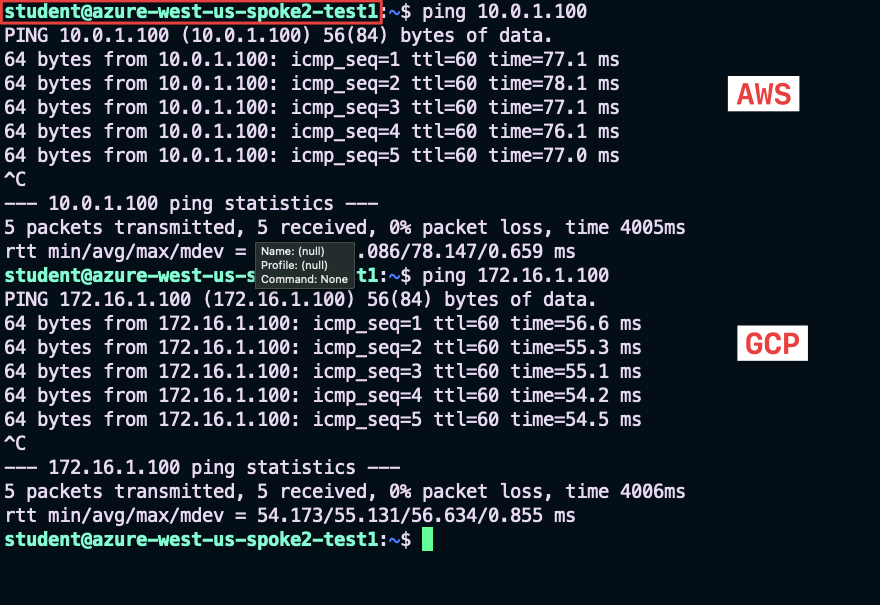 student@azure-west-us-spoke2-test1:~$ ping 10.0.1.100
PING 10.0.1.100 (10.0.1.100) 56(84) bytes of data.
64 bytes from 10.0.1.100: icmp_seq=1 ttl=60 time=77.1 ms
64 bytes from 10.0.1.100: icmp_seq=2 ttl=60 time=78.1 ms
AWS
64 bytes from 10.0.1.100: icmp_seq=3 ttl=60 time=77.1 ms
64 bytes from 10.0.1.100: icmp_seq=4 ttl=60 time=76.1 ms
64 bytes from 10.0.1.100: icmp_seq=5 ttl=60 time=77.0 ms
^C
--- 10.0.1.100 ping statistics ---
5 packets transmitted, 5 received, 0% packet loss, time 4005ms
rtt min/avg/max/mdev = .086/78.147/0.659 ms
Name: (null)
Profile: (null)
Command: None
student@azure-west-us-s t1:~$ ping 172.16.1.100
PING 172.16.1.100 (172.16.1.100) 56(84) bytes of data.
64 bytes from 172.16.1.100: icmp_seq=1 ttl=60 time=56.6 ms
64 bytes from 172.16.1.100: icmp_seq=2 ttl=60 time=55.3 ms
GCP
64 bytes from 172.16.1.100: icmp_seq=3 ttl=60 time=55.1 ms
64 bytes from 172.16.1.100: icmp_seq=4 ttl=60 time=54.2 ms
64 bytes from 172.16.1.100: icmp_seq=5 ttl=60 time=54.5 ms
^C
--- 172.16.1.100 ping statistics ---
5 packets transmitted, 5 received, 0% packet loss, time 4006ms
rtt min/avg/max/mdev = 54.173/55.131/56.634/0.855 ms
student@azure-west-us-spoke2-test1:~$